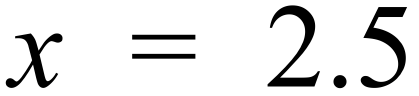 x = 2.5